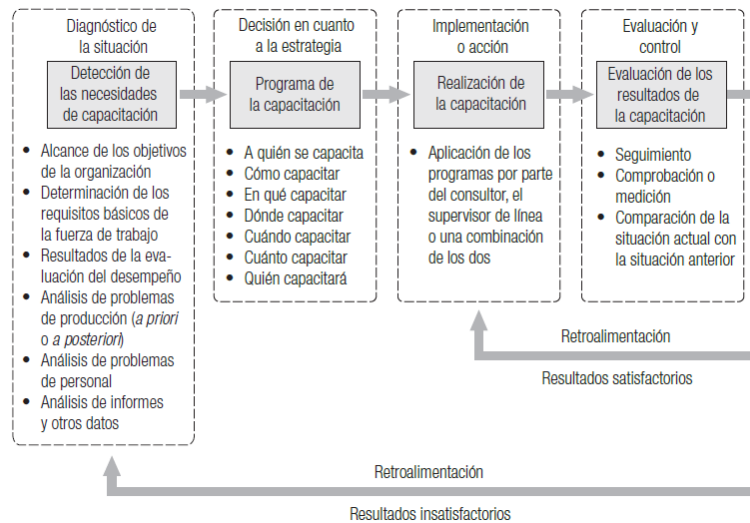 Diagnóstico de
la situación
Detección de
las necesidades
de capacitación
• Alcance de los objetivos
de la organización
• Determinación de los
requisitos básicos de
la fuerza de trabajo
• Resultados de la eva-
luación del desempeño
• Análisis de problemas
de producción (a priori
o a posteriori)
• Análisis de problemas
de personal
• Análisis de informes
y otros datos
Decisión en cuanto
a la estrategia
Programa de
la capacitación
• A quién se capacita
• Cómo capacitar
• En qué capacitar
• Dónde capacitar
• Cuándo capacitar
• Cuánto capacitar
• Quién capacitará
Implementación
o acción
Realización de
la capacitación
• Aplicación de los
programas por parte
del consultor, el
supervisor de línea
o una combinación
de los dos
Evaluación y
control
Evaluación de los
resultados de
la capacitación
• Seguimiento
• Comprobación o
medición
• Comparación de la
situación actual con
la situación anterior
Retroalimentación
Resultados satisfactorios
Retroalimentación
Resultados insatisfactorios